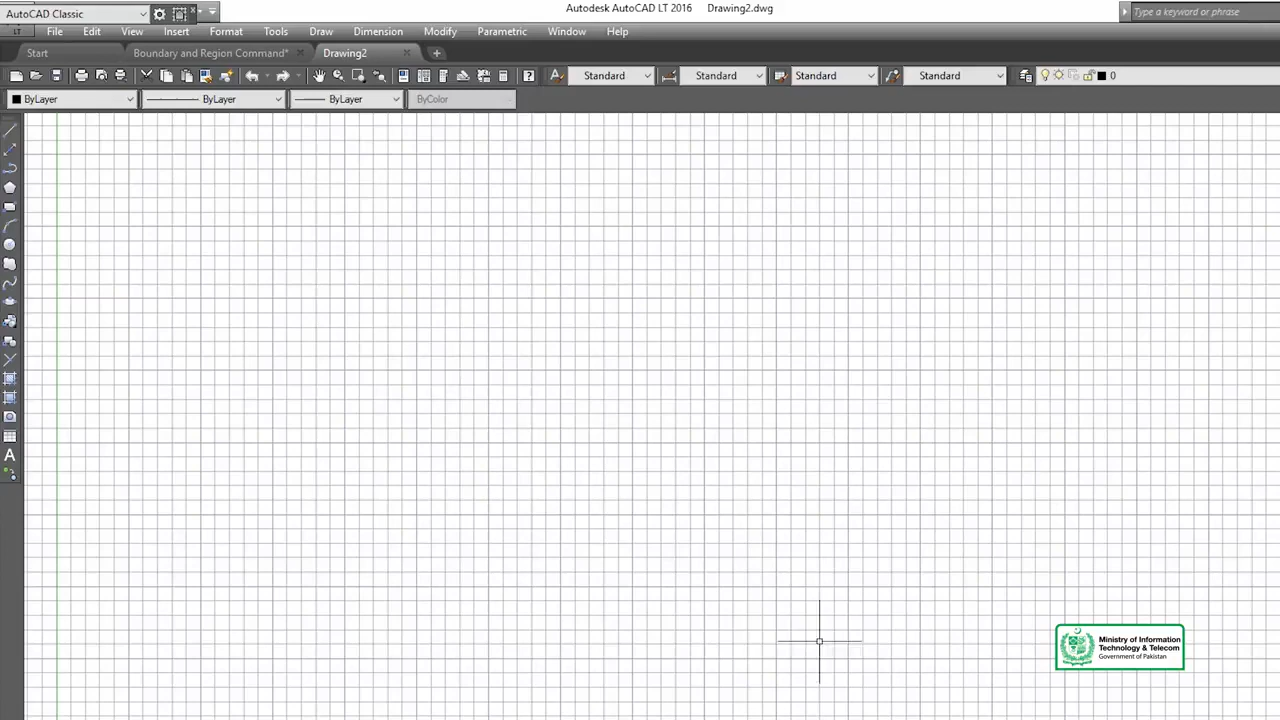 AutoCAD Classic
Autodesk AutoCAD LT 2016 Drawing2.dwg
Type a keyword or phrase
LT
File Edit View Insert Format Tools Draw Dimension Modify Parametric Window Help
Start Boundary and Region Command* Drawing2
Standard Standard Standard Standard 0
ByLayer ByLayer ByLayer ByColor
A
Ministry of Information
Technology & Telecom
Government of Pakistan